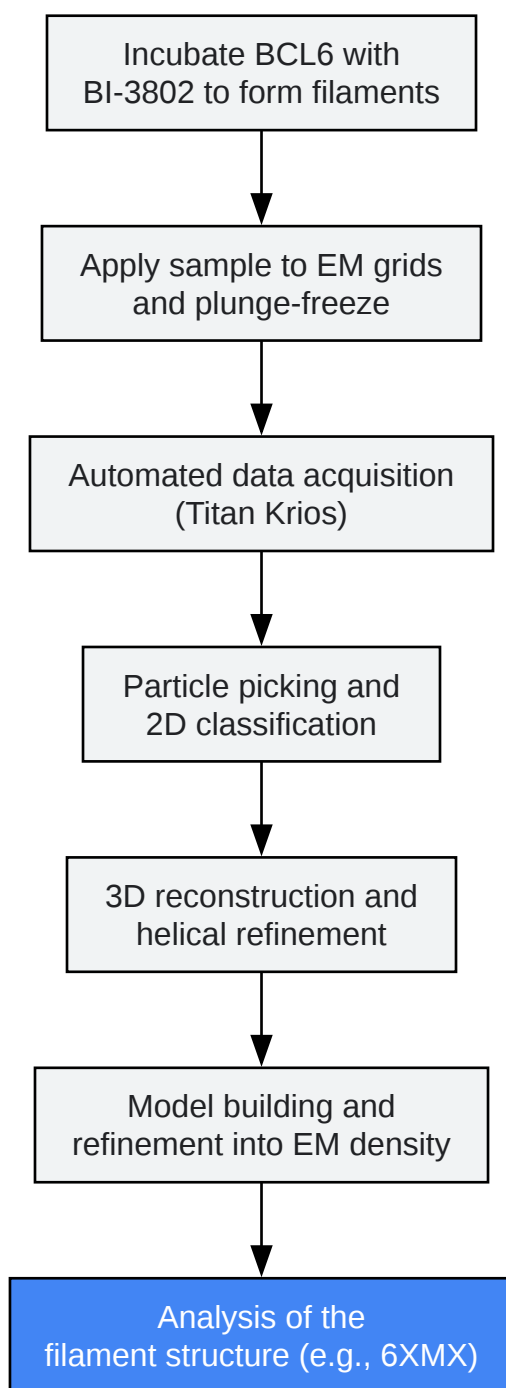 Incubate BCL6 with
BI-3802 to form filaments
Apply sample to EM grids
and plunge-freeze
Automated data acquisition
(Titan Krios)
Particle picking and
2D classification
3D reconstruction and
helical refinement
Model building and
refinement into EM density
Analysis of the
filament structure (e.g., 6XMX)